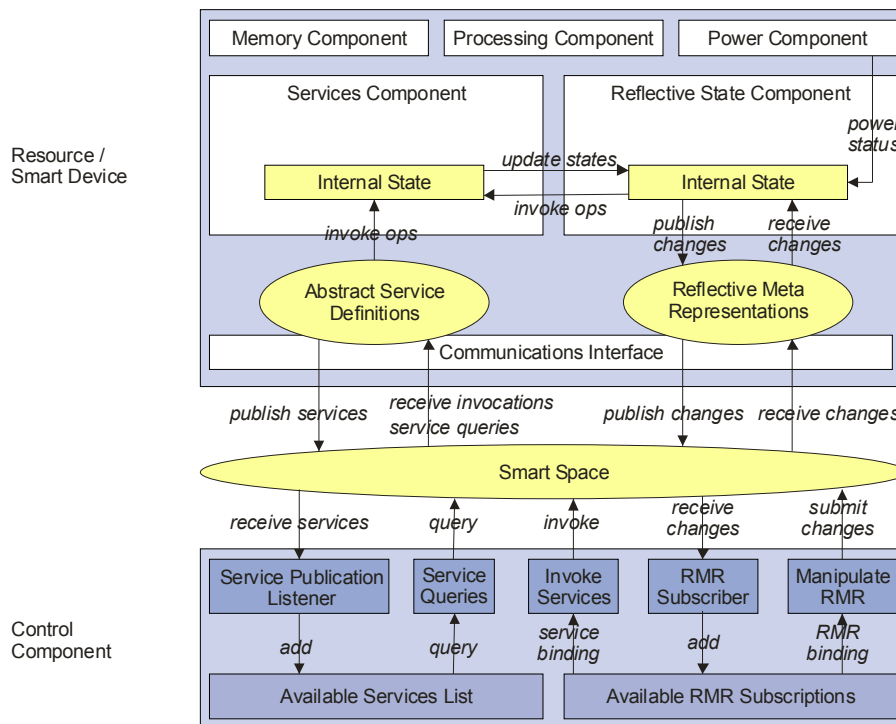 Memory Component
Processing Component
Power Component
Services Component
Reflective State Component
power
status
Resource /
Smart Device
update states
Internal State
Internal State
invoke ops
invoke ops
publish
changes
receive
changes
Abstract Service
Definitions
Reflective Meta
Representations
Communications Interface
publish services
receive invocations
service queries
publish changes
receive changes
Smart Space
receive services
query
invoke
receive
changes
submit
changes
Service Publication
Listener
Service
Queries
Invoke
Services
RMR
Subscriber
Manipulate
RMR
Control
Component
add
query
service
binding
add
RMR
binding
Available Services List
Available RMR Subscriptions